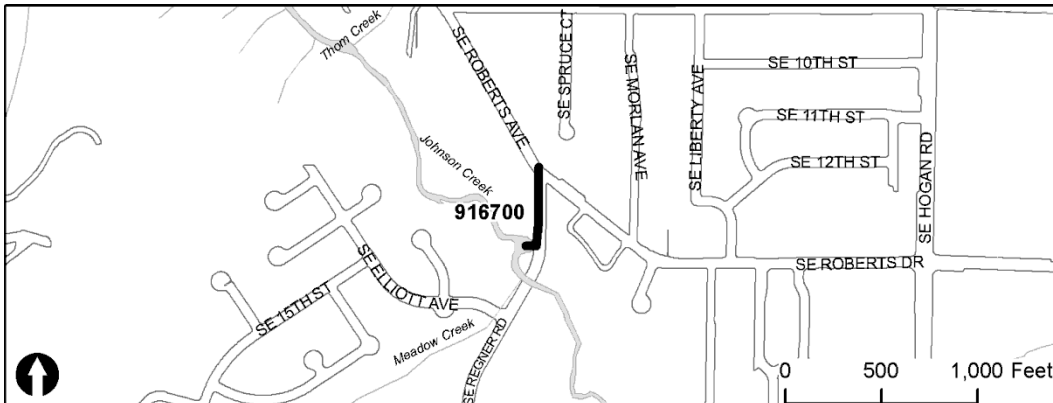 Thom Creek
SE ROBERTS AVE
SE SPRUCE CT
SE MORLAN AVE
SE LIBERTY AVE
SE 10TH ST
SE 11TH ST
SE 12TH ST
SE HOGAN RD
Johnson Creek
916700
SE ROBERTS DR
SE ELLIOTT AVE
SE 15TH ST
Meadow Creek
SE REGNER RD
0 500 1,000 Feet